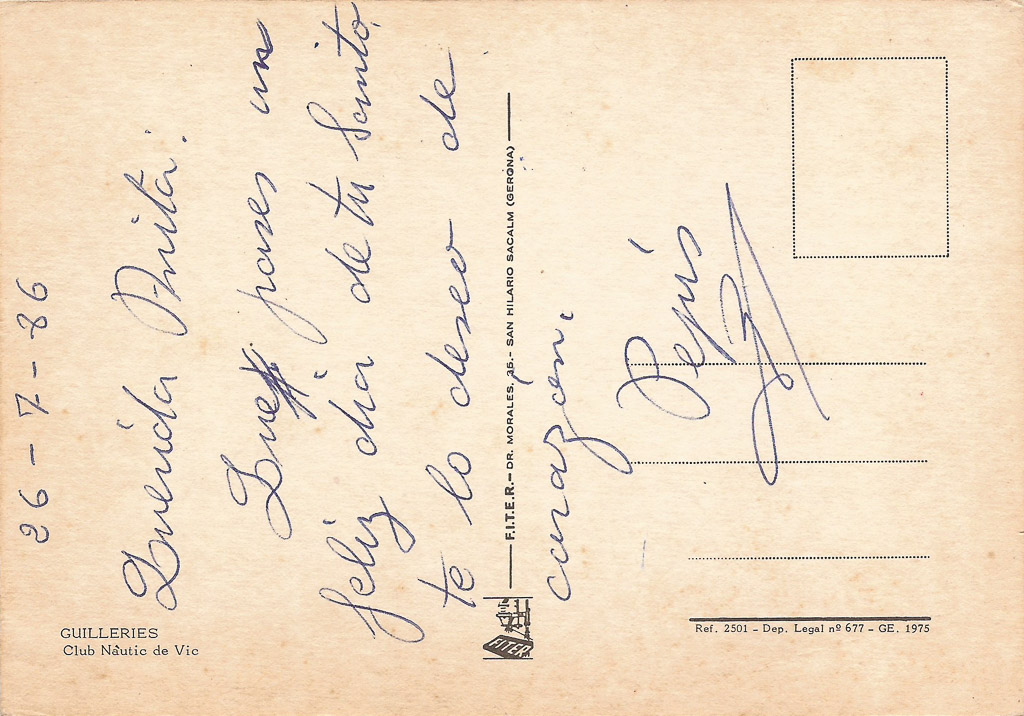 26-7-86
Querida Anita:
Que pases un
feliz dia de tu Santo,
te lo deseo de
corazón.
Pepis
GUILLERIES
Club Nâutic de Vic
F.I.T.E.R.- DR. MORALES, 35.- SAN HILARIO SACALM (GERONA)
FITER
Ref. 2501 - Dep. Legal nº 677 - GE. 1975